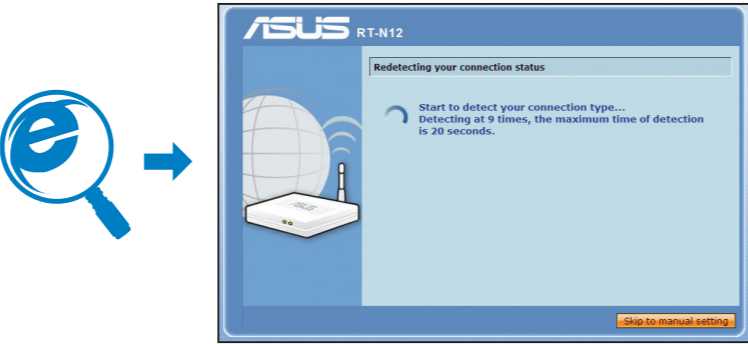 ASUS RT-N12
Redetecting your connection status
Start to detect your connection type...
Detecting at 9 times, the maximum time of detection
is 20 seconds.
ASUS
Skip to manual setting